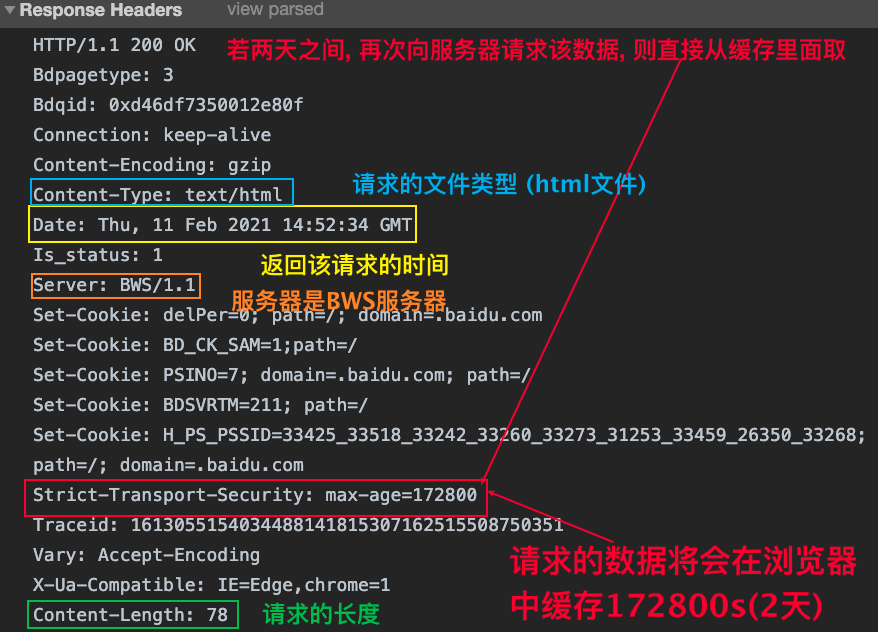 Response Headers view parsed
HTTP/1.1 200 OK
若两天之间, 再次向服务器请求该数据, 则直接从缓存里面取
Bdpagetype: 3
Bdqid: 0xd46df7350012e80f
Connection: keep-alive
Content-Encoding: gzip
Content-Type: text/html
请求的文件类型 (html文件)
Date: Thu, 11 Feb 2021 14:52:34 GMT
Is_status: 1
返回该请求的时间
Server: BWS/1.1
服务器是BWS服务器
Set-Cookie: delPer=0; path=/; domain=.baidu.com
Set-Cookie: BD_CK_SAM=1;path=/
Set-Cookie: PSINO=7; domain=.baidu.com; path=/
Set-Cookie: BDSVRTM=211; path=/
Set-Cookie: H_PS_PSSID=33425_33518_33242_33260_33273_31253_33459_26350_33268;
path=/; domain=.baidu.com
Strict-Transport-Security: max-age=172800
Traceid: 1613055154034488141815307162515508750351
Vary: Accept-Encoding
请求的数据将会在浏览器
中缓存172800s(2天)
X-Ua-Compatible: IE=Edge,chrome=1
Content-Length: 78
请求的长度